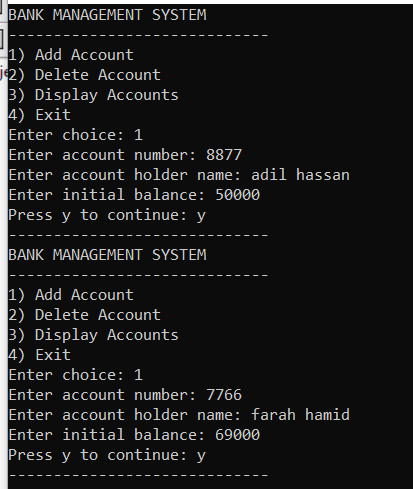 BANK MANAGEMENT SYSTEM
-----------------------------
1) Add Account
2) Delete Account
3) Display Accounts
4) Exit
Enter choice: 1
Enter account number: 8877
Enter account holder name: adil hassan
Enter initial balance: 50000
Press y to continue: y
-----------------------------
BANK MANAGEMENT SYSTEM
-----------------------------
1) Add Account
2) Delete Account
3) Display Accounts
4) Exit
Enter choice: 1
Enter account number: 7766
Enter account holder name: farah hamid
Enter initial balance: 69000
Press y to continue: y
-----------------------------